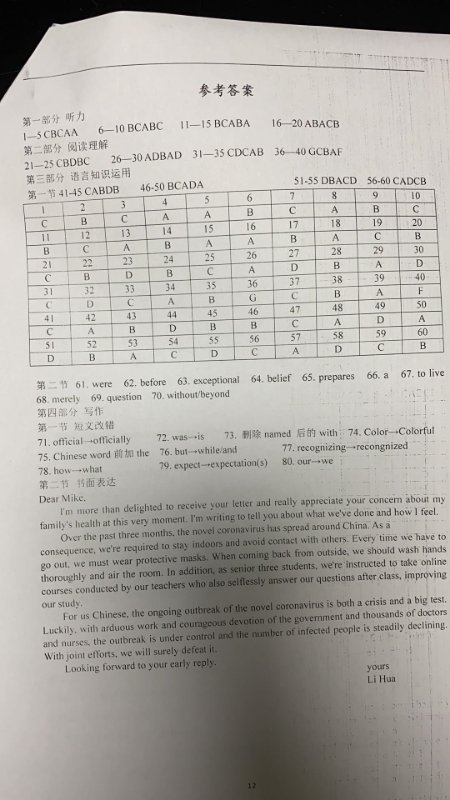 参考答案
第一部分 听力
1—5 CBCAA 6—10 BCABC 11—15 BCABA 16—20 ABACB
第二部分 阅读理解
21—25 CBDBC 26—30 ADBAD 31—35 CDCAB 36—40 GCBAF
第三部分 语言知识运用
第一节 41-45 CABDB 46-50 BCADA 51-55 DBACD 56-60 CADCB
1 2 3 4 5 6 7 8 9 10
C B C A A B C A B C
11 12 13 14 15 16 17 18 19 20
B C A B A A B A C B
21 22 23 24 25 26 27 28 29 30
C B D B C A D B A D
31 32 33 34 35 36 37 38 39 40
C D C A B G C B A F
41 42 43 44 45 46 47 48 49 50
C A B D B B C A D A
51 52 53 54 55 56 57 58 59 60
D B A C D C A D C B
第二节 61. were 62. before 63. exceptional 64. belief 65. prepares 66. a 67. to live
68. merely 69. question 70. without/beyond
第四部分 写作
第一节 短文改错
71. official→officially 72. was→is 73. 删除 named 后的 with 74. Color→Colorful
75. Chinese word 前加 the 76. but→while/and 77. recognizing→recongnized
78. how→what 79. expect→expectation(s) 80. our→we
第二节 书面表达
Dear Mike,
I'm more than delighted to receive your letter and really appreciate your concern about my
family's health at this very moment. I'm writing to tell you about what we've done and how I feel.
Over the past three months, the novel coronavirus has spread around China. As a
consequence, we're required to stay indoors and avoid contact with others. Every time we have to
go out, we must wear protective masks. When coming back from outside, we should wash hands
thoroughly and air the room. In addition, as senior three students, we're instructed to take online
courses conducted by our teachers who also selflessly answer our questions after class, improving
our study.
For us Chinese, the ongoing outbreak of the novel coronavirus is both a crisis and a big test.
Luckily, with arduous work and courageous devotion of the government and thousands of doctors
and nurses, the outbreak is under control and the number of infected people is steadily declining.
With joint efforts, we will surely defeat it.
Looking forward to your early reply.
yours
Li Hua
12